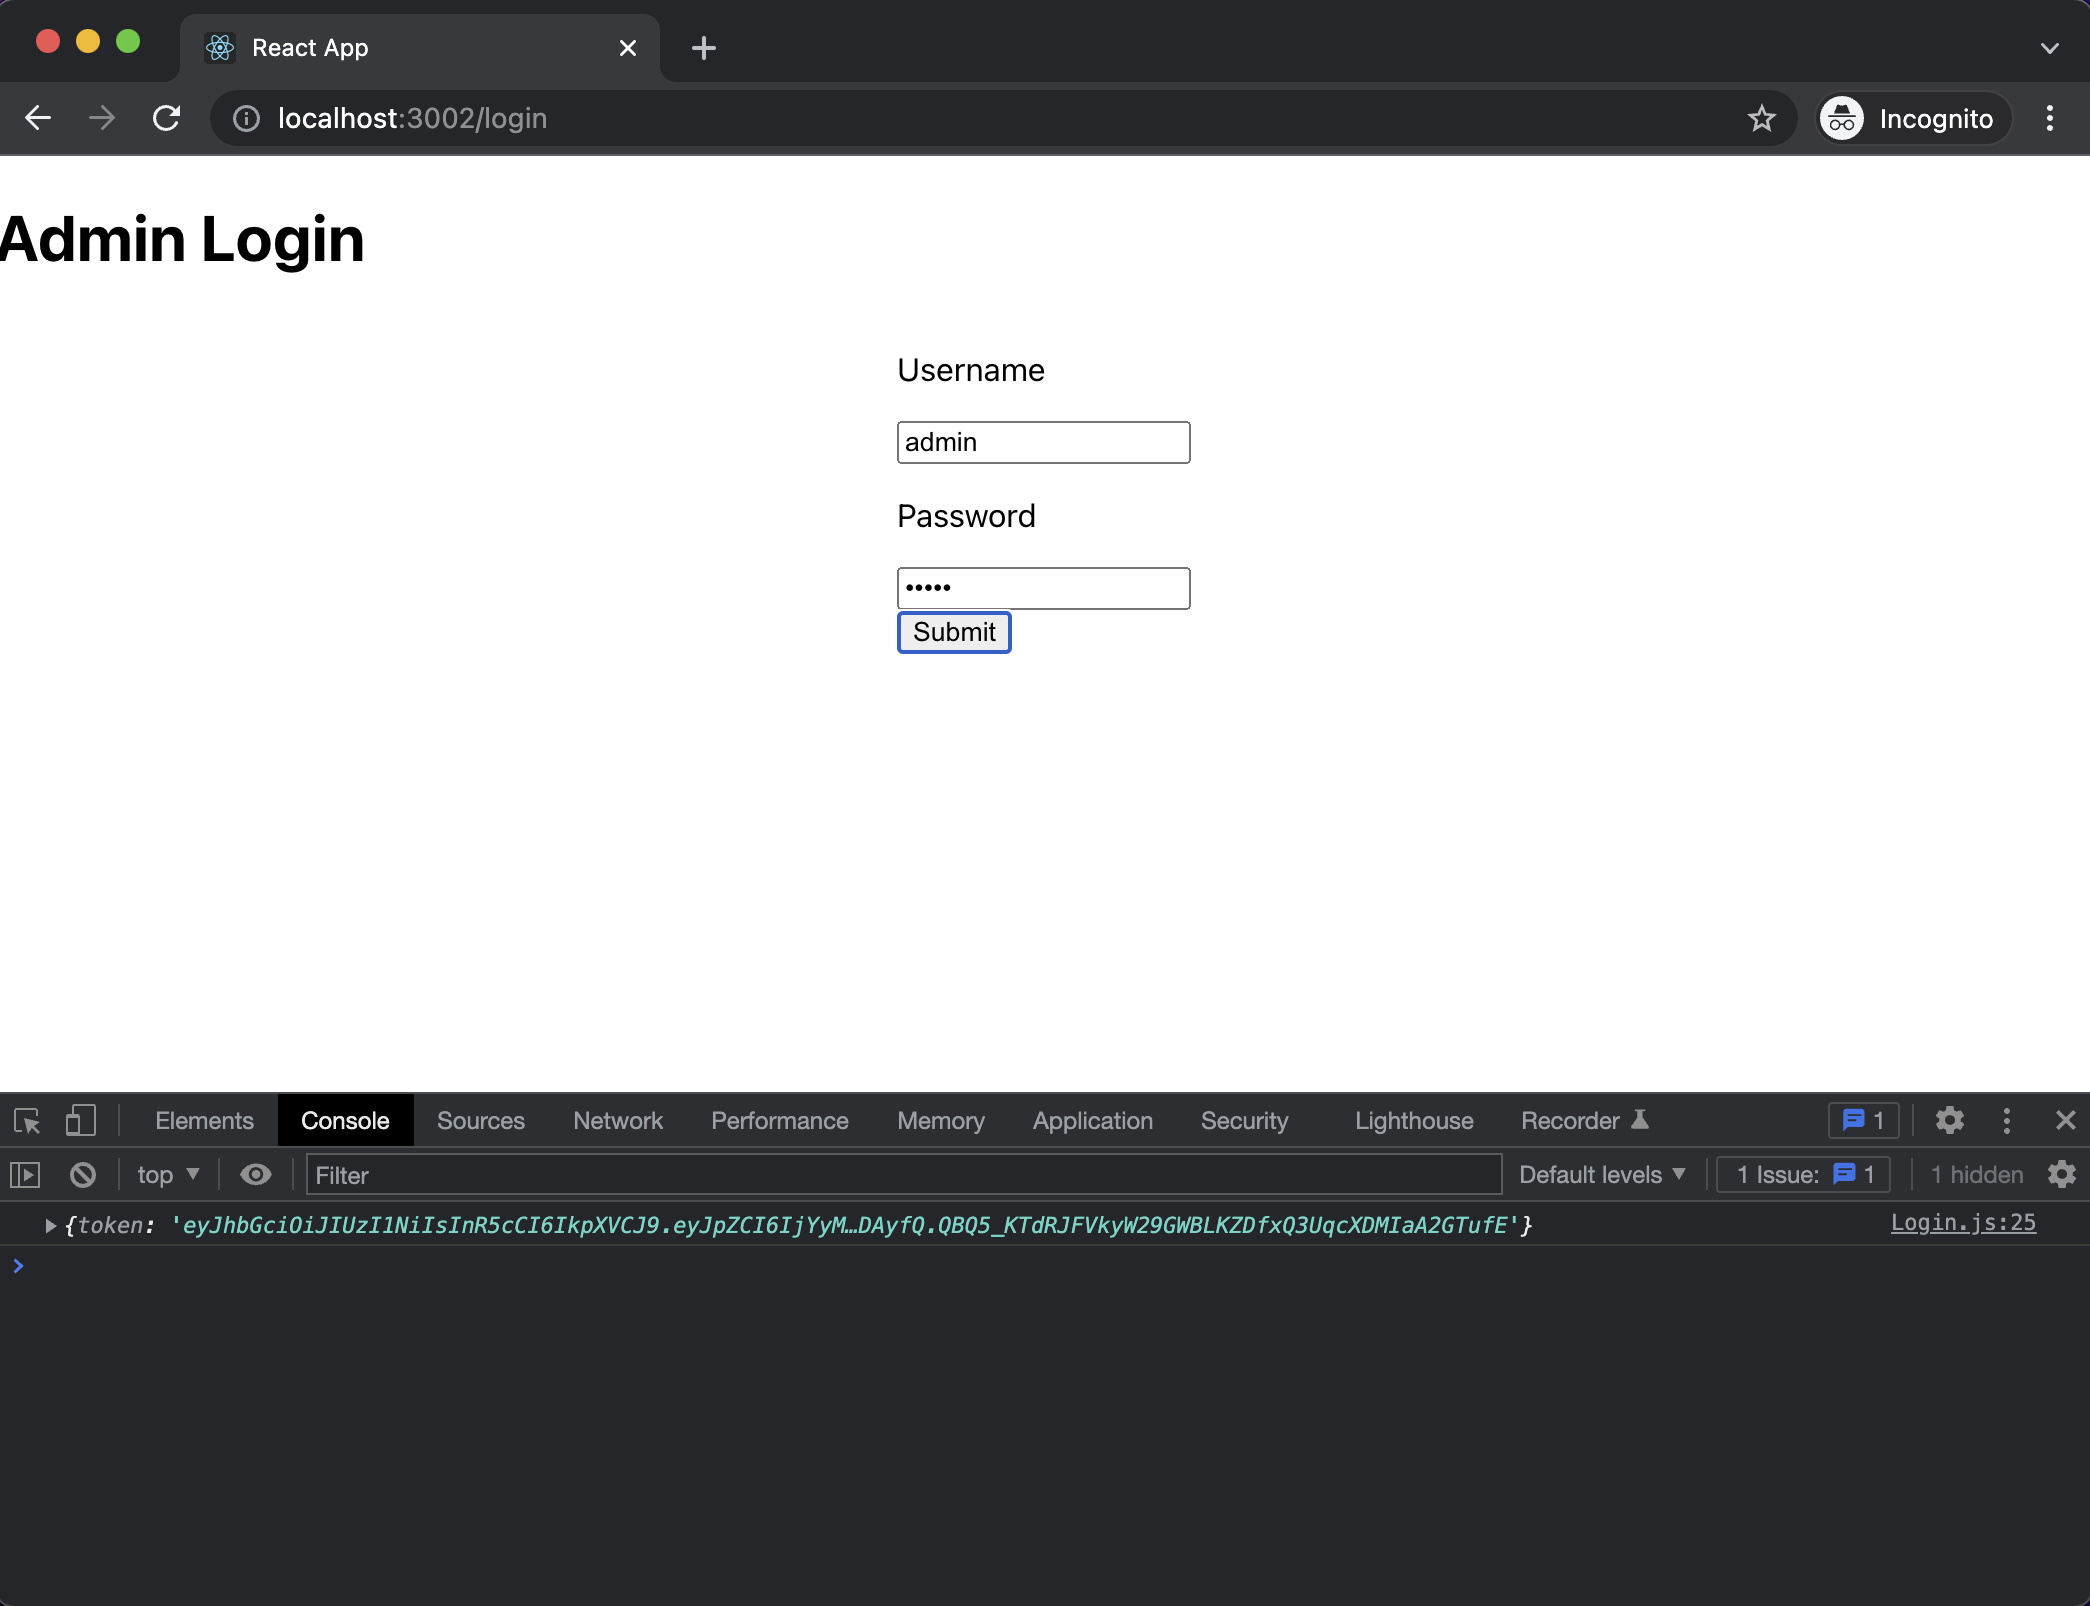 React App
localhost:3002/login
Incognito
Admin Login
Username
admin
Password
•••••
Submit
Elements Console Sources Network Performance Memory Application Security Lighthouse Recorder 1
top Filter Default levels 1 Issue: 1 1 hidden
{token: 'eyJhbGciOiJIUzI1NiIsInR5cCI6IkpXVCJ9.eyJpZCI6IjYyM…DAyfQ.QBQ5_KTdRJFVkyW29GWBLKZDfxQ3UqcXDMIaA2GTufE'} Login.js:25